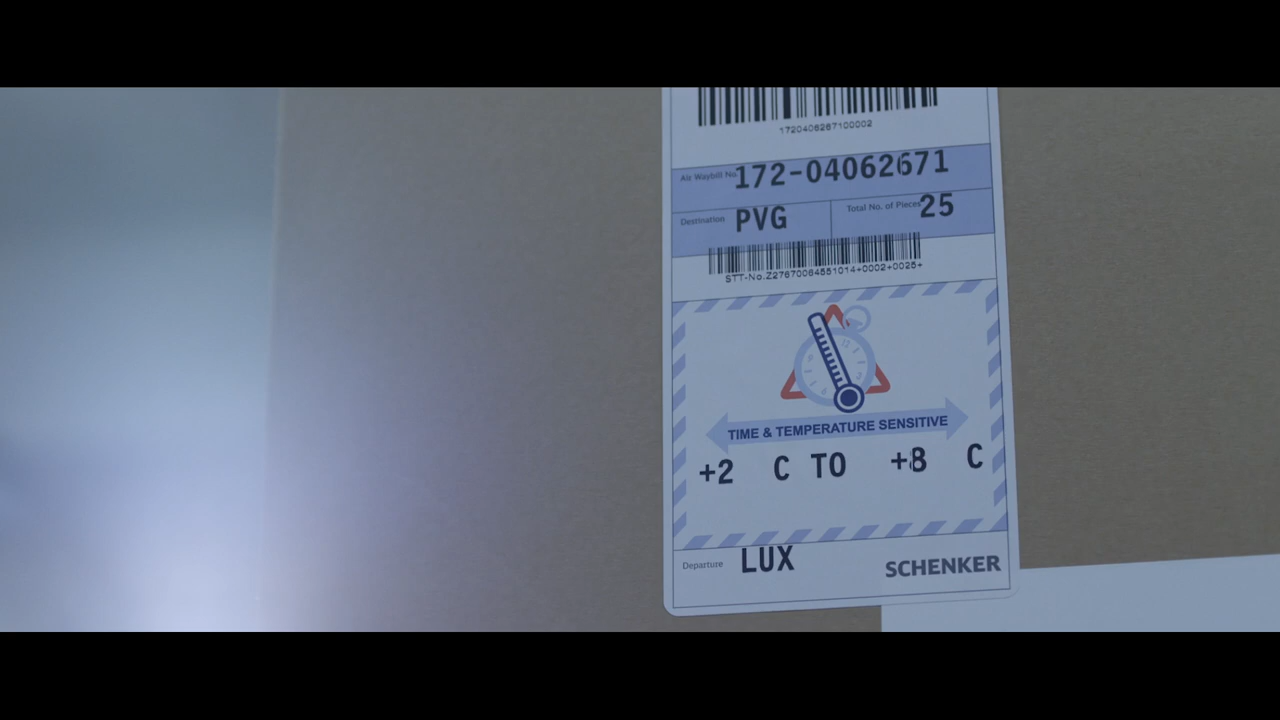 172040626710002
Air Waybill No. 172-04062671
Destination PVG Total No. of Pieces 25
STT-No.Z27670064551014+0002+0025+
TIME & TEMPERATURE SENSITIVE
+2 C TO +8 C
Departure LUX SCHENKER